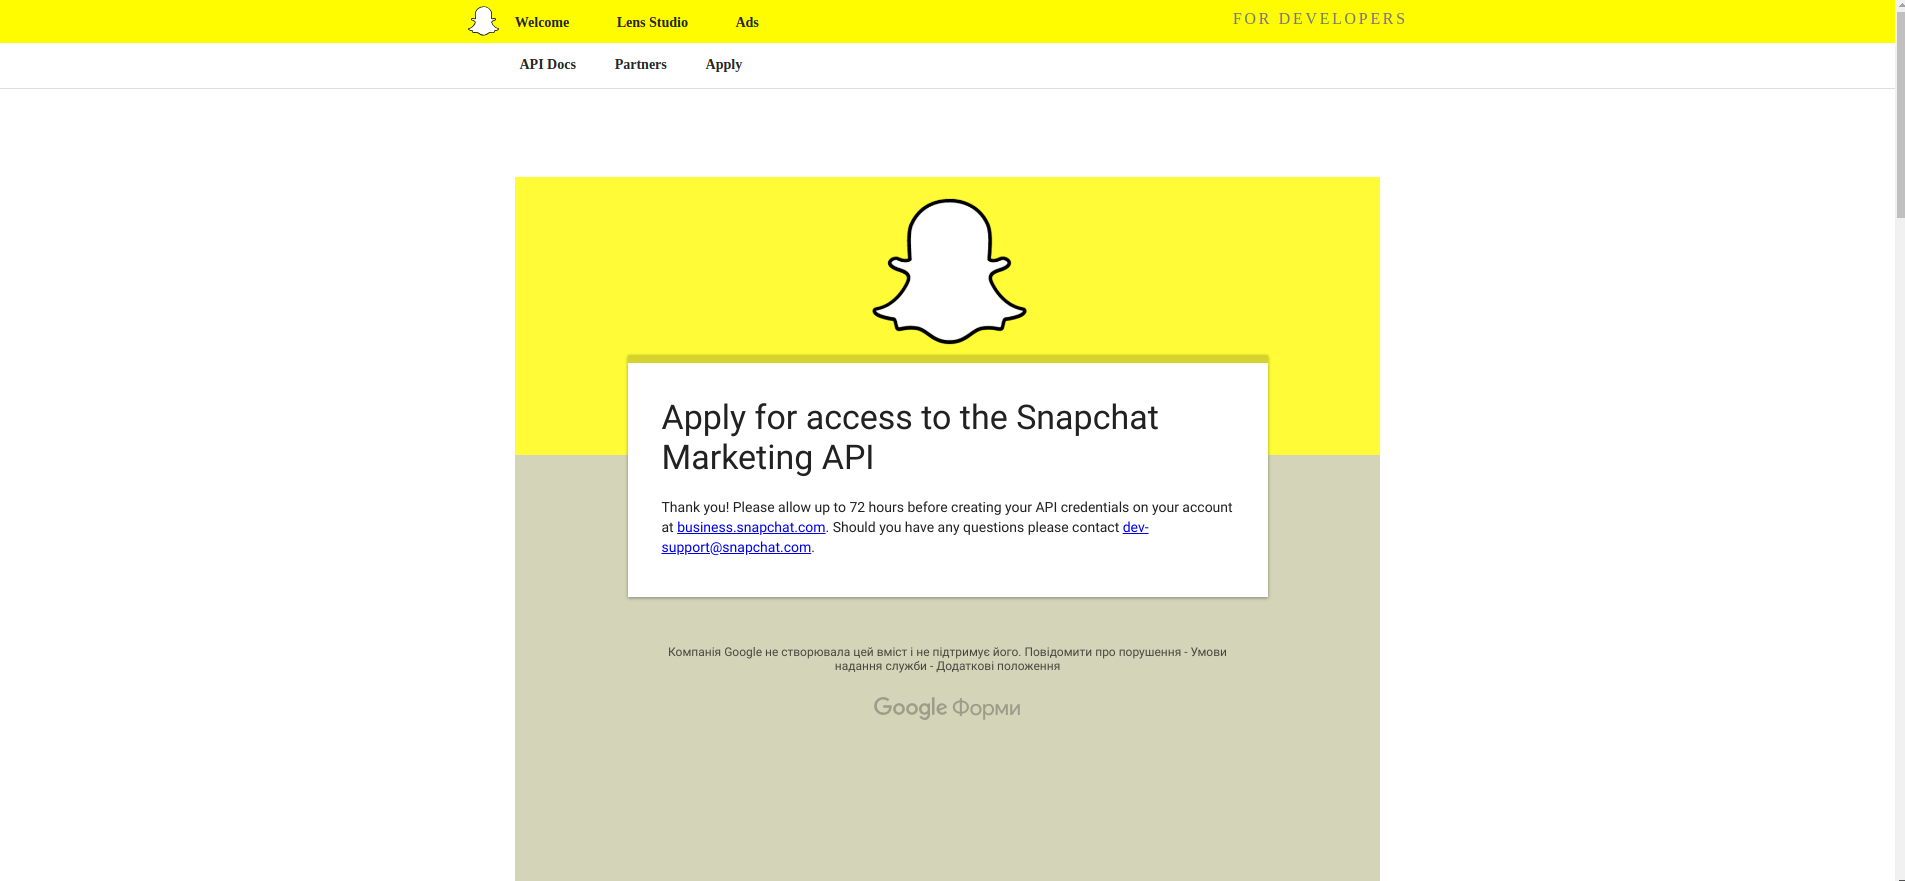 Welcome Lens Studio Ads FOR DEVELOPERS
API Docs Partners Apply
Apply for access to the Snapchat
Marketing API
Thank you! Please allow up to 72 hours before creating your API credentials on your account
at business.snapchat.com. Should you have any questions please contact dev-
support@snapchat.com.
Компанія Google не створювала цей вміст і не підтримує його. Повідомити про порушення - Умови
надання служби - Додаткові положення
Google Форми